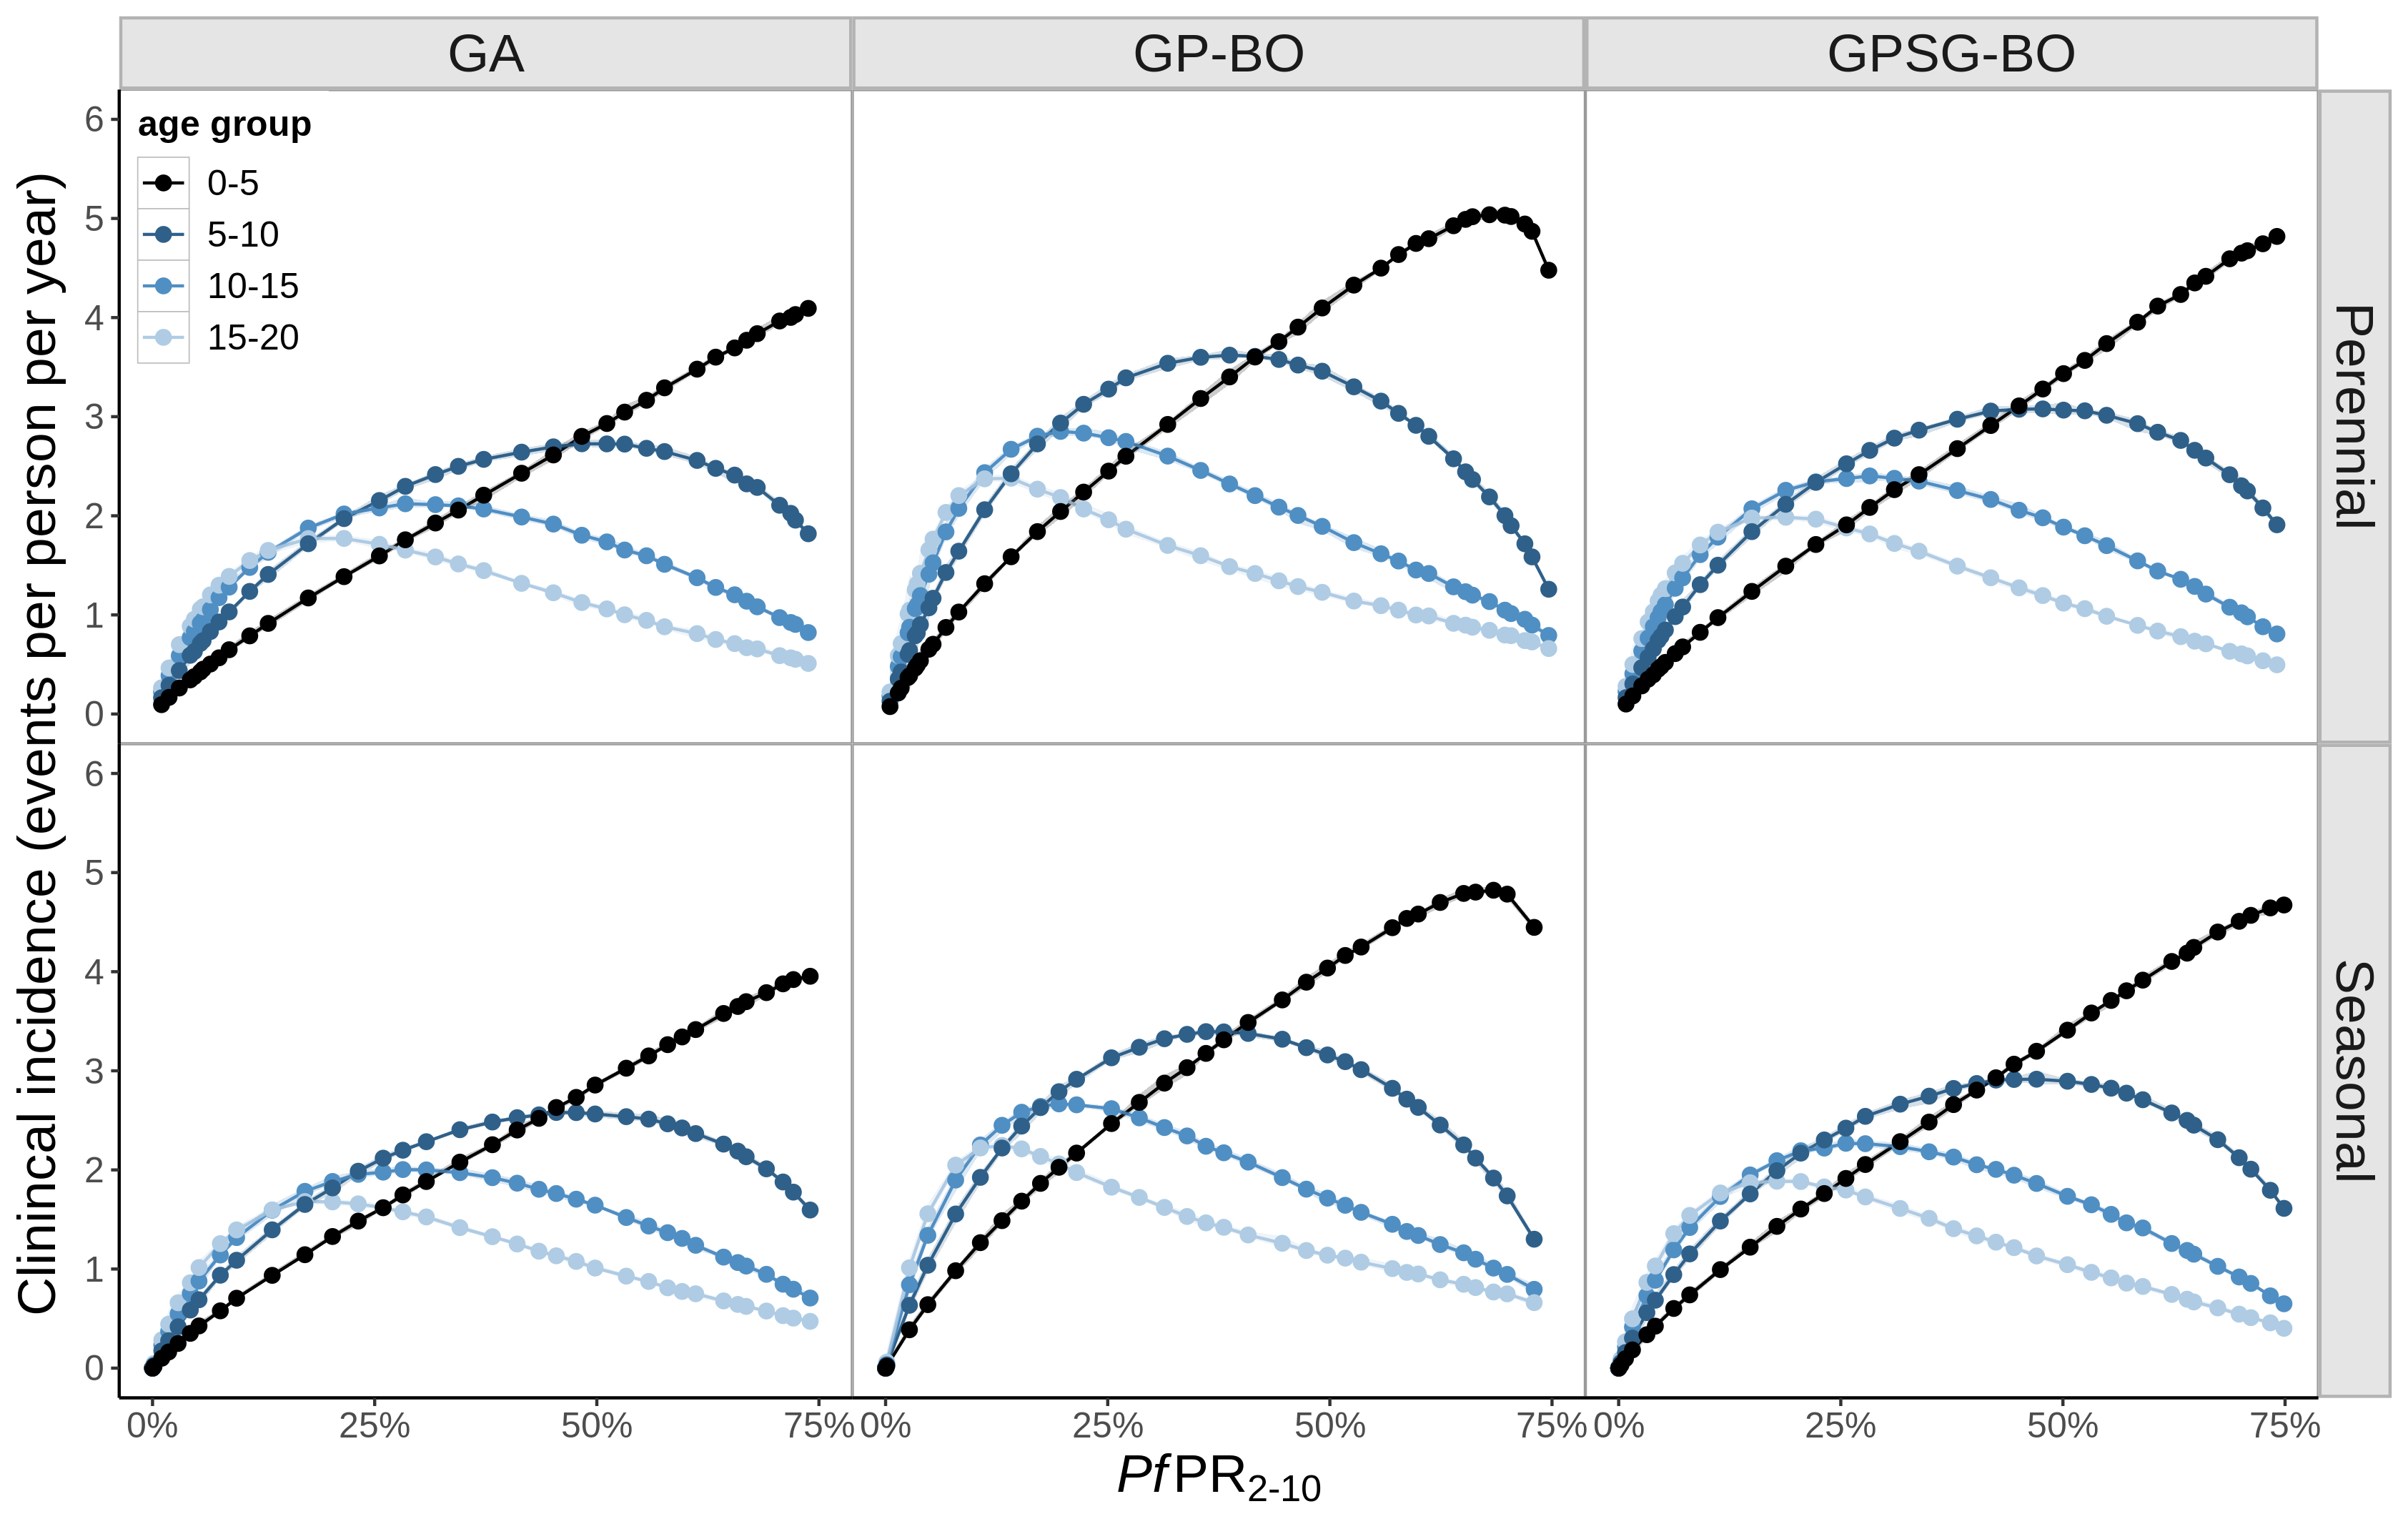 GA GP-BO GPSG-BO
Clinincal incidence (events per person per year)
age group
0-5
5-10
10-15
15-20
6
5
4
3
2
1
0
Perennial
6
5
4
3
2
1
0
Seasonal
0% 25% 50% 75% 0% 25% 50% 75% 0% 25% 50% 75%
PfPR2-10